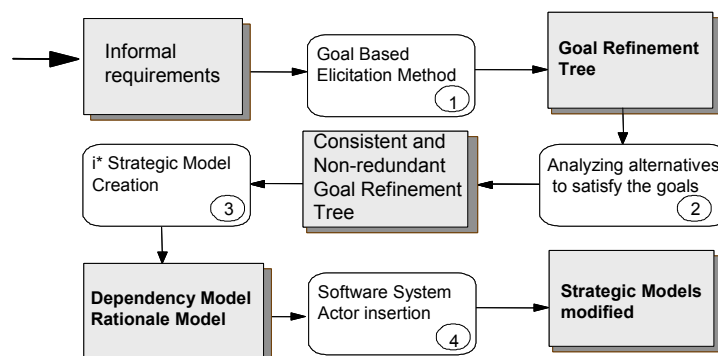 Informal
requirements
Goal Based
Elicitation Method
1
Goal Refinement
Tree
Analyzing alternatives
to satisfy the goals
2
Consistent and
Non-redundant
Goal Refinement
Tree
i* Strategic Model
Creation
3
Dependency Model
Rationale Model
Software System
Actor insertion
4
Strategic Models
modified